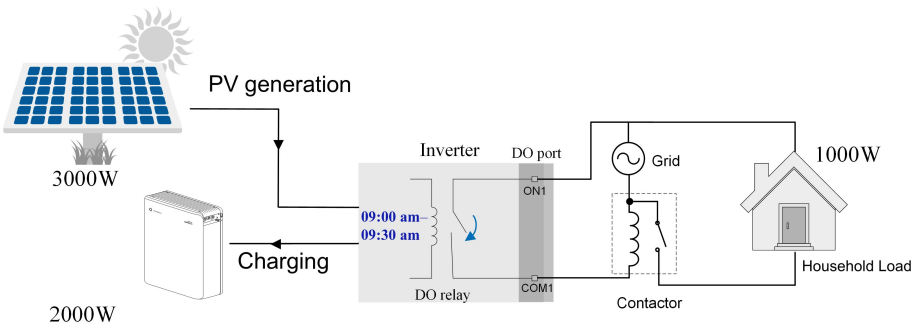 PV generation
3000W
Inverter
DO port
Grid
1000W
ON1
09:00 am–
09:30 am
Charging
Household Load
DO relay
COM1
Contactor
2000W